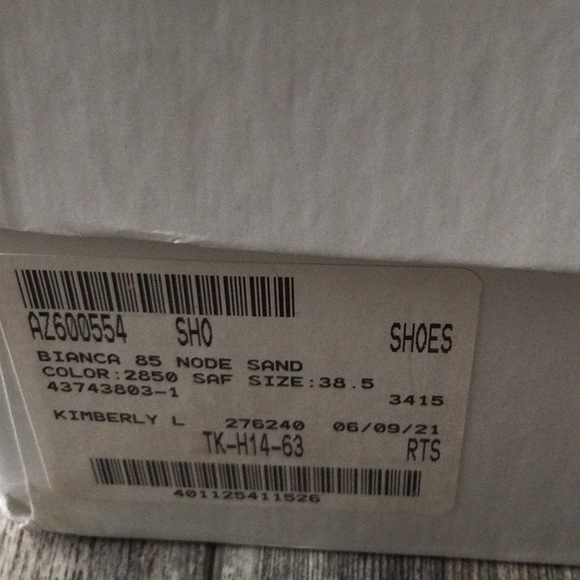 AZ600554 SHO SHOES
BIANCA 85 NODE SAND
COLOR:2850 SAF SIZE:38.5
43743803-1 3415
KIMBERLY L 276240 06/09/21
TK-H14-63 RTS
401125411526